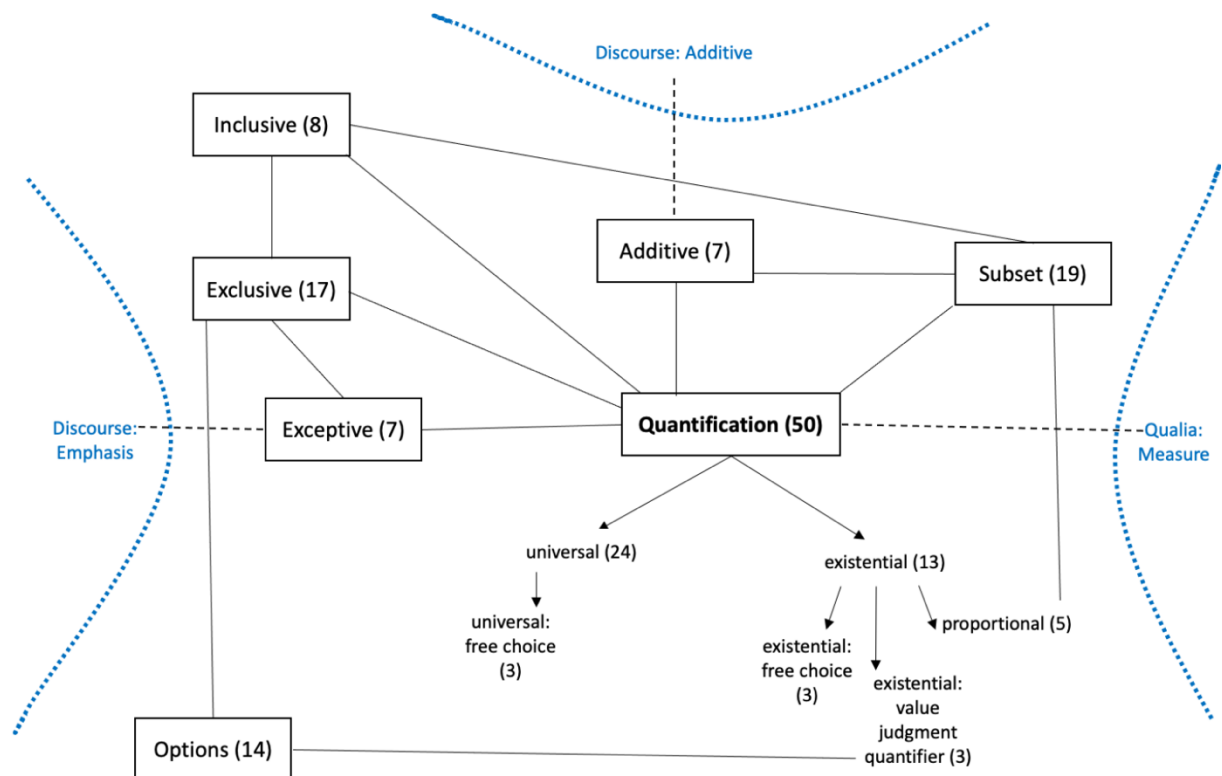 Discourse: Additive
Inclusive (8)
Additive (7)
Subset (19)
Exclusive (17)
Discourse:
Emphasis
Exceptive (7)
Quantification (50)
Qualia:
Measure
universal (24)
existential (13)
universal:
free choice
(3)
existential:
free choice
(3)
proportional (5)
existential:
value
judgment
quantifier (3)
Options (14)